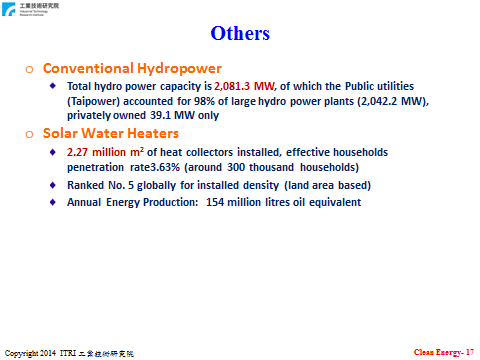 工業技術研究院
Industrial Technology
Research Institute
Others
Conventional Hydropower
Total hydro power capacity is 2,081.3 MW, of which the Public utilities
(Taipower) accounted for 98% of large hydro power plants (2,042.2 MW),
privately owned 39.1 MW only
Solar Water Heaters
2.27 million m² of heat collectors installed, effective households
penetration rate3.63% (around 300 thousand households)
Ranked No. 5 globally for installed density (land area based)
Annual Energy Production: 154 million litres oil equivalent
Copyright 2014 ITRI 工業技術研究院
Clean Energy- 17